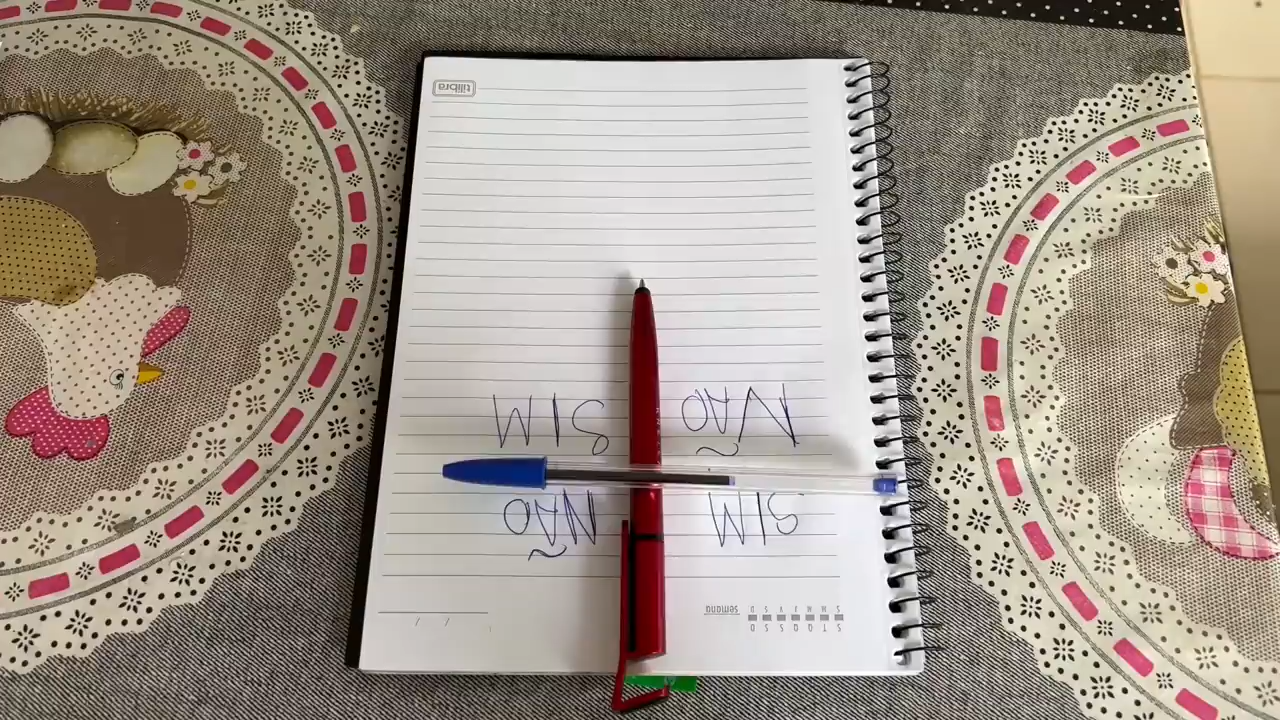 S T Q Q S S D
semana
/ /
SIM NÃO
NÃO SIM
tilibra